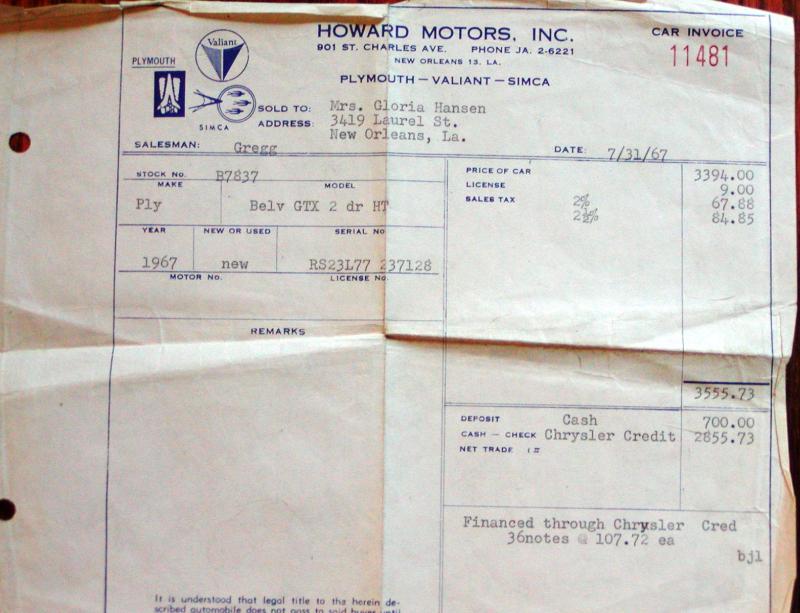 HOWARD MOTORS, INC.
901 ST. CHARLES AVE. PHONE JA. 2-6221
NEW ORLEANS 13, LA.
PLYMOUTH — VALIANT — SIMCA
CAR INVOICE
11481
Valiant
PLYMOUTH
SIMCA
SOLD TO: Mrs. Gloria Hansen
ADDRESS: 3419 Laurel St.
New Orleans, La.
SALESMAN: Gregg
DATE: 7/31/67
STOCK NO. B7837
MAKE MODEL
Ply Belv GTX 2 dr HT
YEAR NEW OR USED SERIAL NO
1967 new RS23L77 237128
MOTOR NO. LICENSE NO.
REMARKS
PRICE OF CAR 3394.00
LICENSE 9.00
SALES TAX 2% 67.88
2½% 84.85
3555.73
DEPOSIT Cash 700.00
CASH — CHECK Chrysler Credit 2855.73
NET TRADE
Financed through Chrysler Cred
36notes @ 107.72 ea
bjl
It is understood that legal title to the herein de-
scribed automobile does not pass to said buyer until